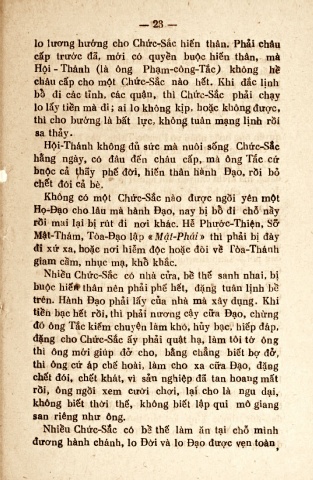 — 23 —
lo lương hướng cho Chức-Sắc hiến thân. Phải châu
cấp trước đã, mới có quyền buộc hiến thân, mà
Hội-Thánh (là ông Phạm-công-Tắc) không hề
châu cấp cho một Chức-Sắc nào hết. Khi đắc lịnh
bổ đi các tỉnh, các quận, thì Chức-Sắc phải chạy
lo lấy tiền mà đi; ai lo không kịp, hoặc không được,
thì cho bướng là bất lực, không tuân mạng lịnh rồi
sa thảy.
Hội-Thánh không đủ sức mà nuôi sống Chức-Sắc
hằng ngày, có đâu đến châu cấp, mà ông Tắc cứ
buộc cả thảy phế đời, hiến thân hành Đạo, rồi bỏ
chết đói cả bè.
Không có một Chức-Sắc nào được ngồi yên một
Họ-Đạo cho lâu mà hành Đạo, nay bị bổ đi chỗ nầy
rồi mai lại bị rút đi nơi khác. Hễ Phước-Thiện, Sở
Mật-Thám, Tòa-Đạo lập « Mật-Phái » thì phải bị đày
đi xứ xa, hoặc nơi hiểm độc hoặc đòi về Tòa-Thánh
giam cầm, nhục mạ, khổ khắc.
Nhiều Chức-Sắc có nhà cửa, bề thế sanh nhai, bị
buộc hiến thân nên phải phế hết, đặng tuân lịnh bề
trên. Hành Đạo phải lấy của nhà mà xây dụng. Khi
tiền bạc hết rồi, thì phải nương cậy cửa Đạo, chừng
đó ông Tắc kiếm chuyện làm khó, hủy bạc, hiếp đáp,
đặng cho Chức-Sắc ấy phải quật hạ, làm tôi tớ ông
thì ông mới giúp đỡ cho, bằng chẳng biết bợ đỡ,
thì ông cứ áp chế hoài, làm cho xa cửa Đạo, đặng
chết đói, chết khát, vì sản nghiệp đã tan hoang mất
rồi, ông ngồi xem cười chơi, lại cho là ngu dại,
không biết thời thế, không biết lập qui mô giang
san riêng như ông.
Nhiều Chức-Sắc có bề thế làm ăn tại chỗ mình
đương hành chánh, lo Đời và lo Đạo được vẹn toàn